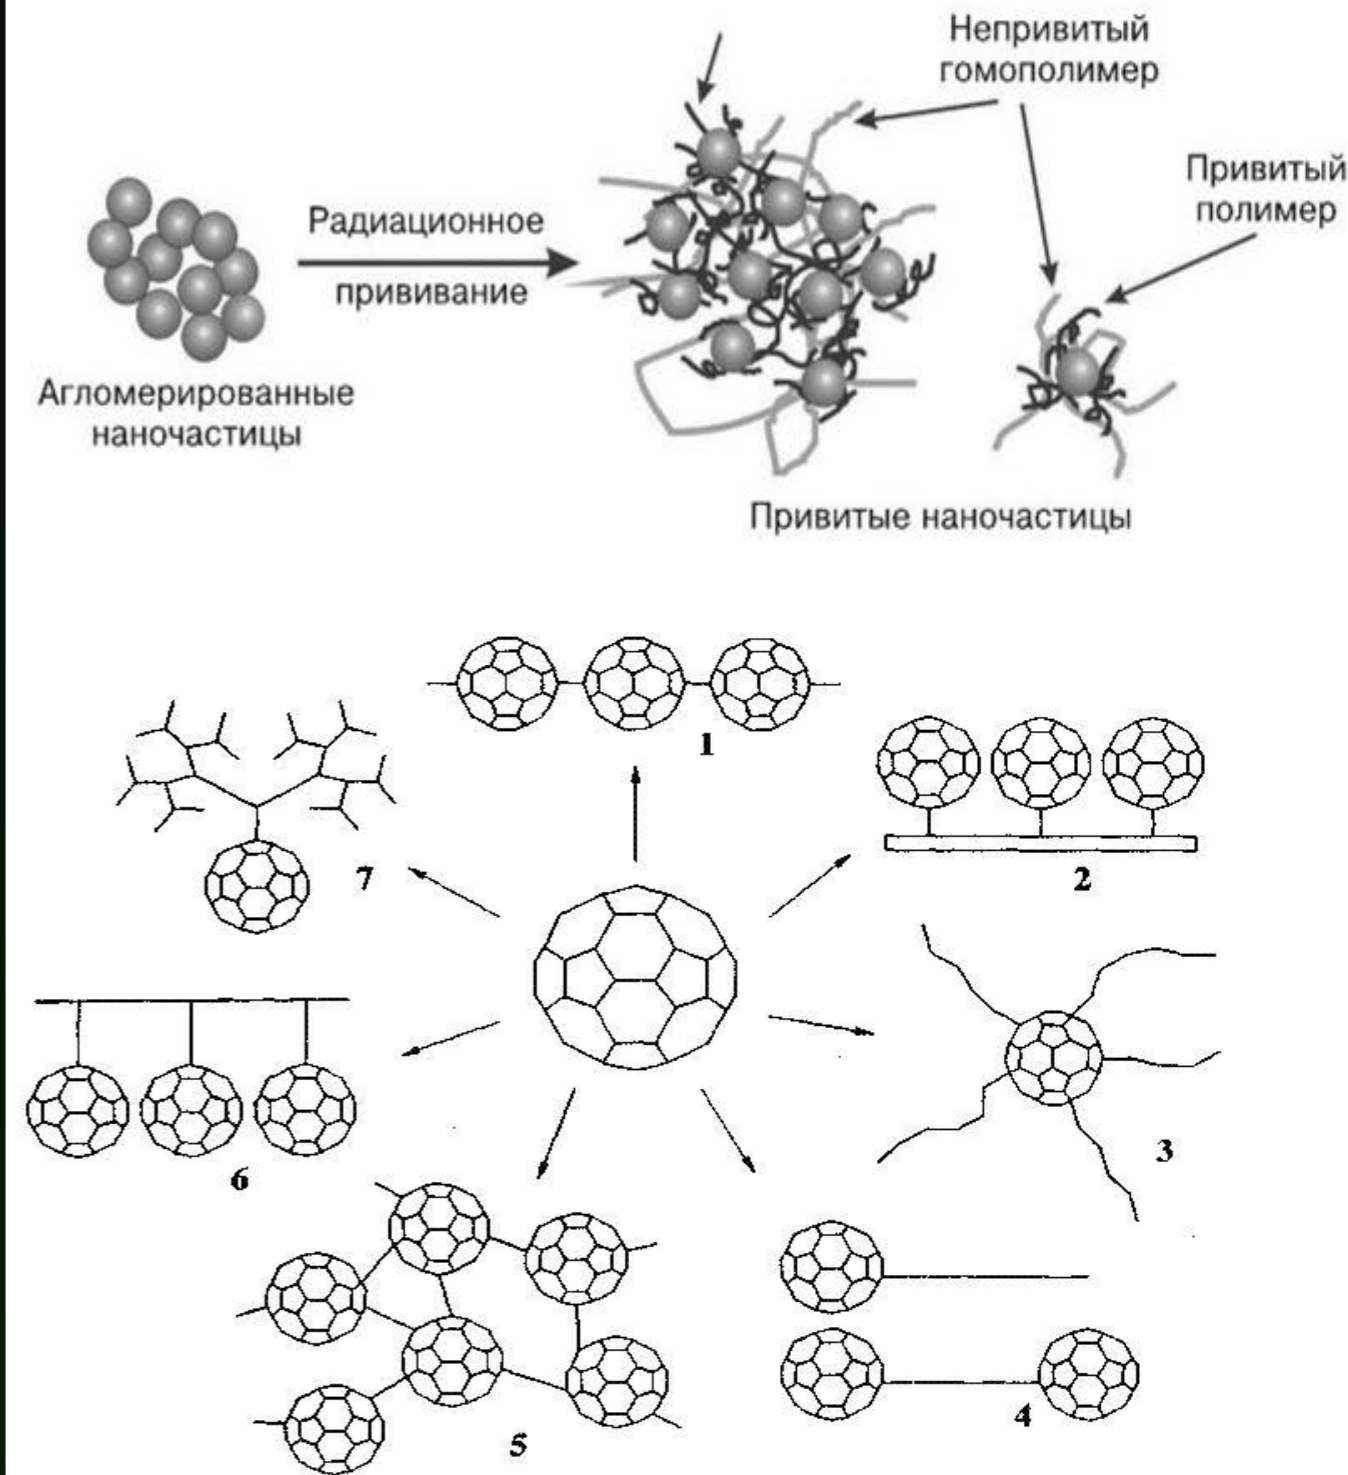 Непривитый
гомополимер
Привитый
полимер
Радиационное
прививание
Агломерированные
наночастицы
Привитые наночастицы
1
2
7
3
6
4
5